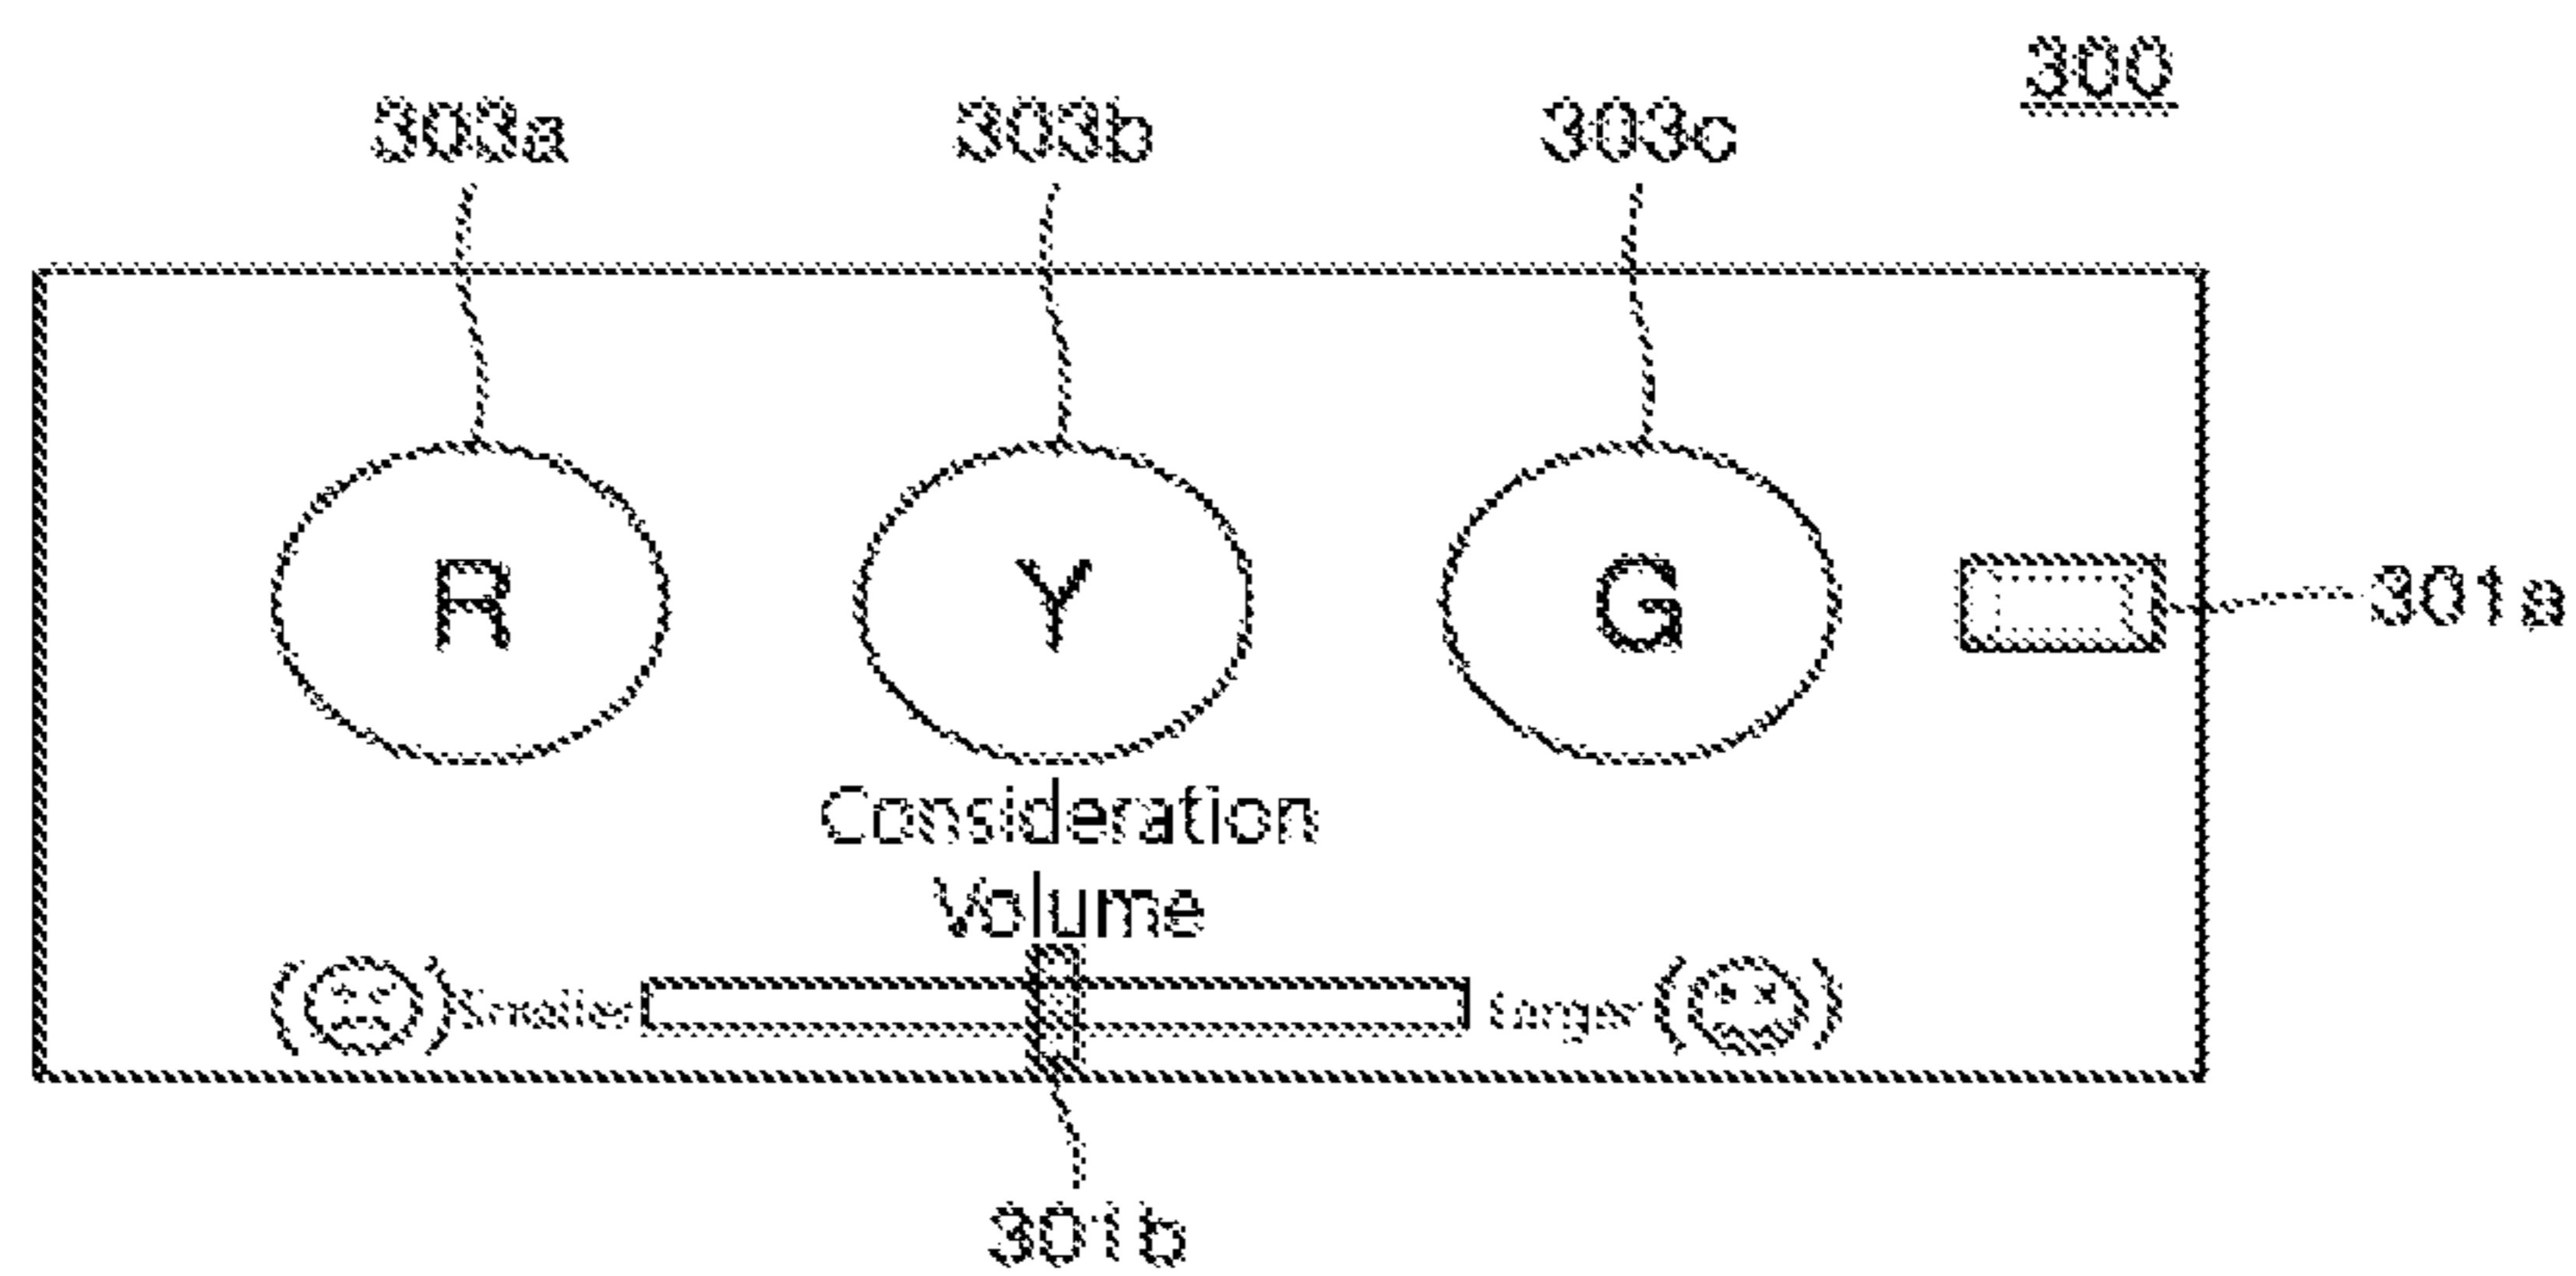 300
303a 303b 303c
R Y G
301a
Consideration
Volume
( ) Smaller Larger ( )
301b